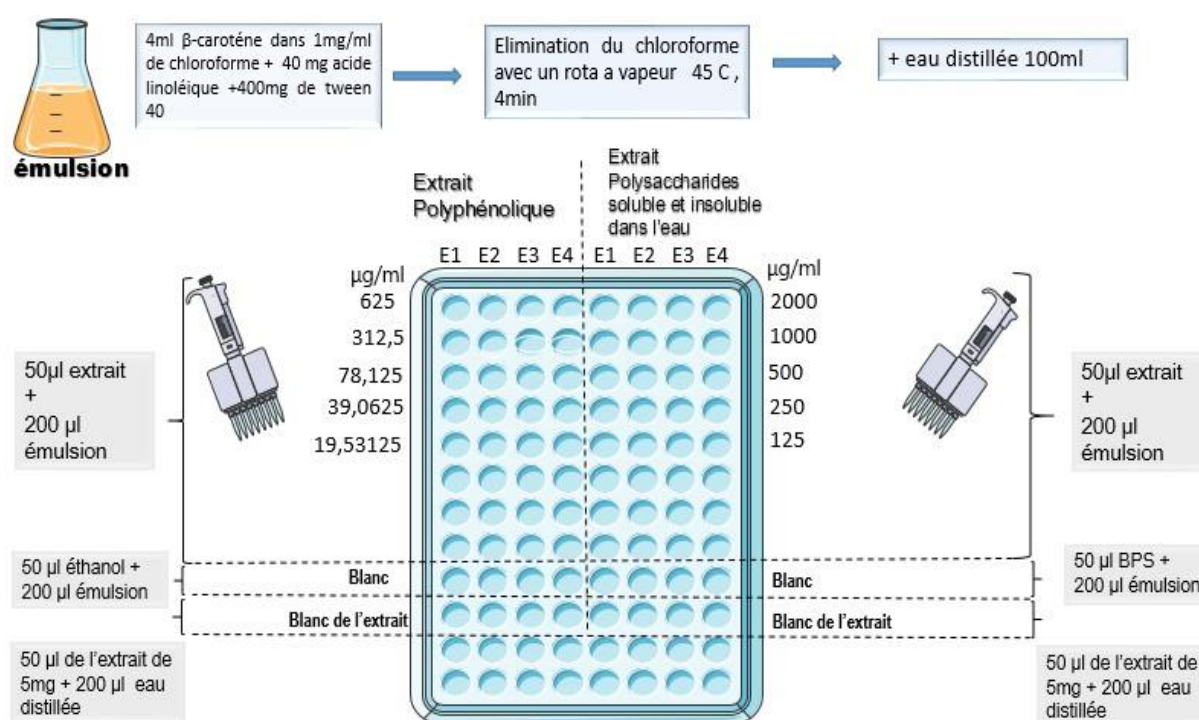 4ml β-caroténe dans 1mg/ml
de chloroforme + 40 mg acide
linoléique +400mg de tween
40
Elimination du chloroforme
avec un rota a vapeur 45 C ,
4min
+ eau distillée 100ml
émulsion
Extrait
Polyphénolique
Extrait
Polysaccharides
soluble et insoluble
dans l'eau
E1 E2 E3 E4 E1 E2 E3 E4
µg/ml
625
312,5
78,125
39,0625
19,53125
µg/ml
2000
1000
500
250
125
50µl extrait
+
200 µl
émulsion
50µl extrait
+
200 µl
émulsion
50 µl éthanol +
200 µl émulsion
Blanc
Blanc
50 µl BPS +
200 µl émulsion
Blanc de l'extrait
Blanc de l'extrait
50 µl de l'extrait de
5mg + 200 µl eau
distillée
50 µl de l'extrait de
5mg + 200 µl eau
distillée